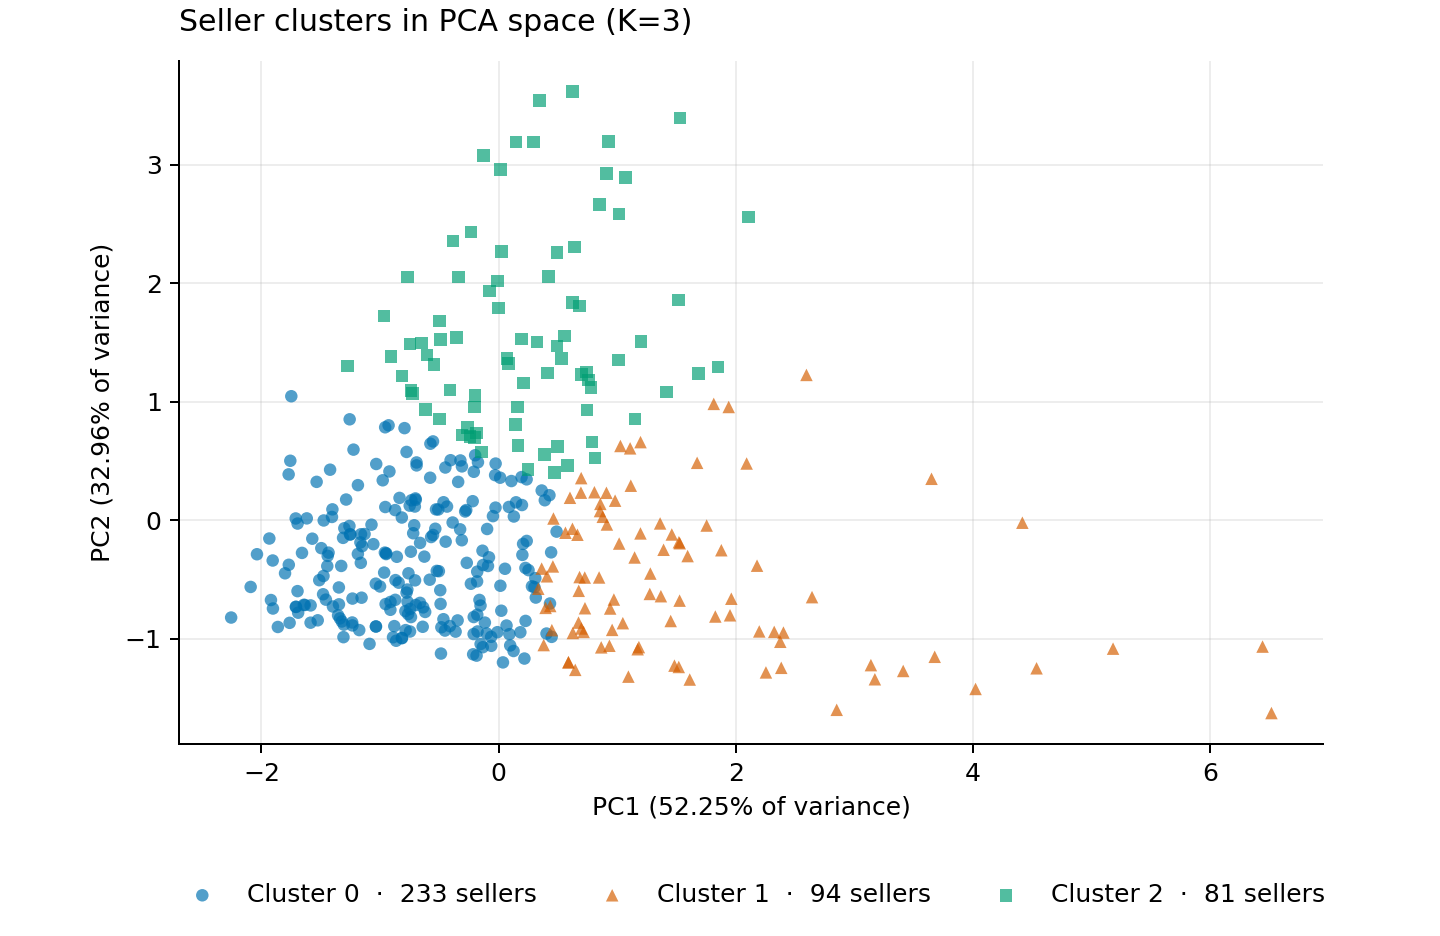 Seller clusters in PCA space (K=3)
PC2 (32.96% of variance)
3
2
1
0
−1
−2
0
2
4
6
PC1 (52.25% of variance)
Cluster 0 · 233 sellers
Cluster 1 · 94 sellers
Cluster 2 · 81 sellers